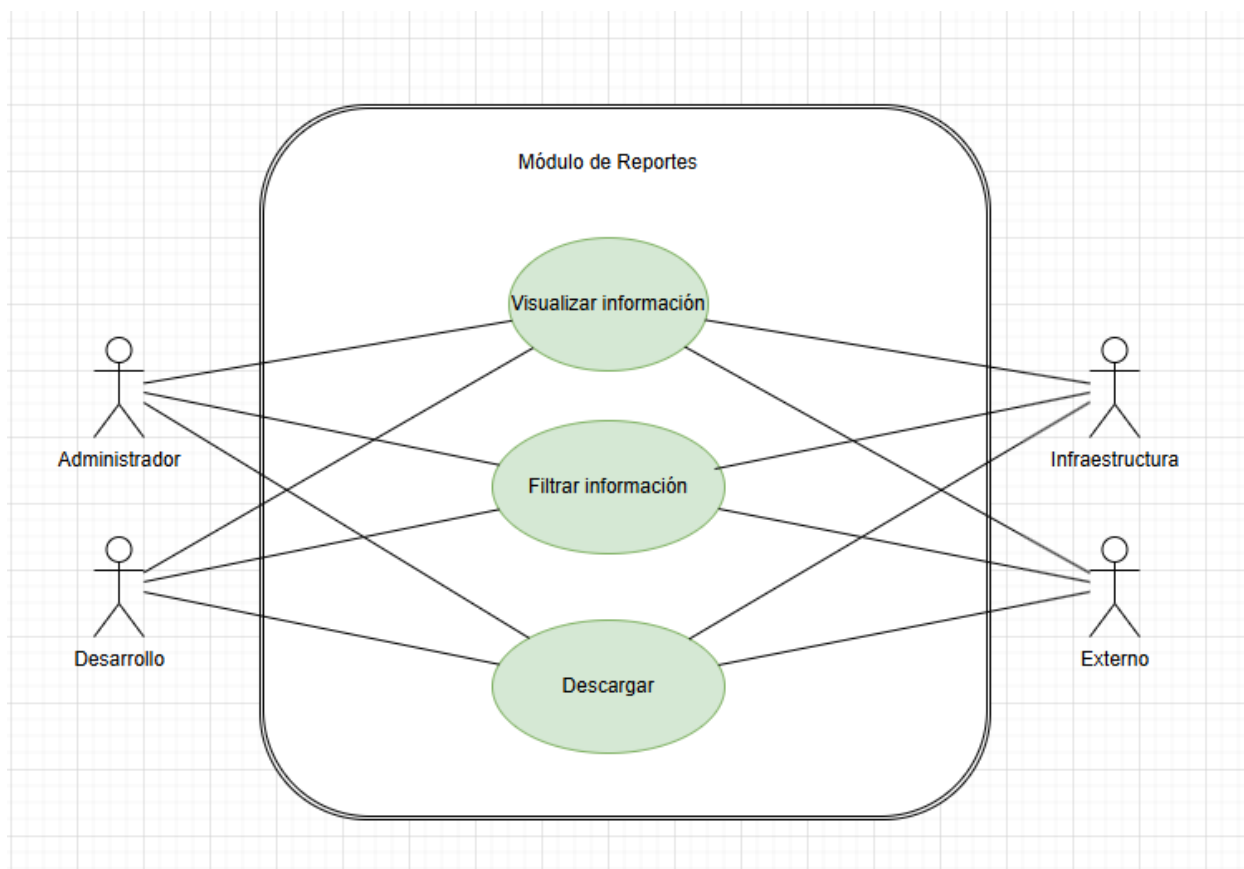 Módulo de Reportes
Visualizar información
Administrador
Infraestructura
Filtrar información
Desarrollo
Externo
Descargar